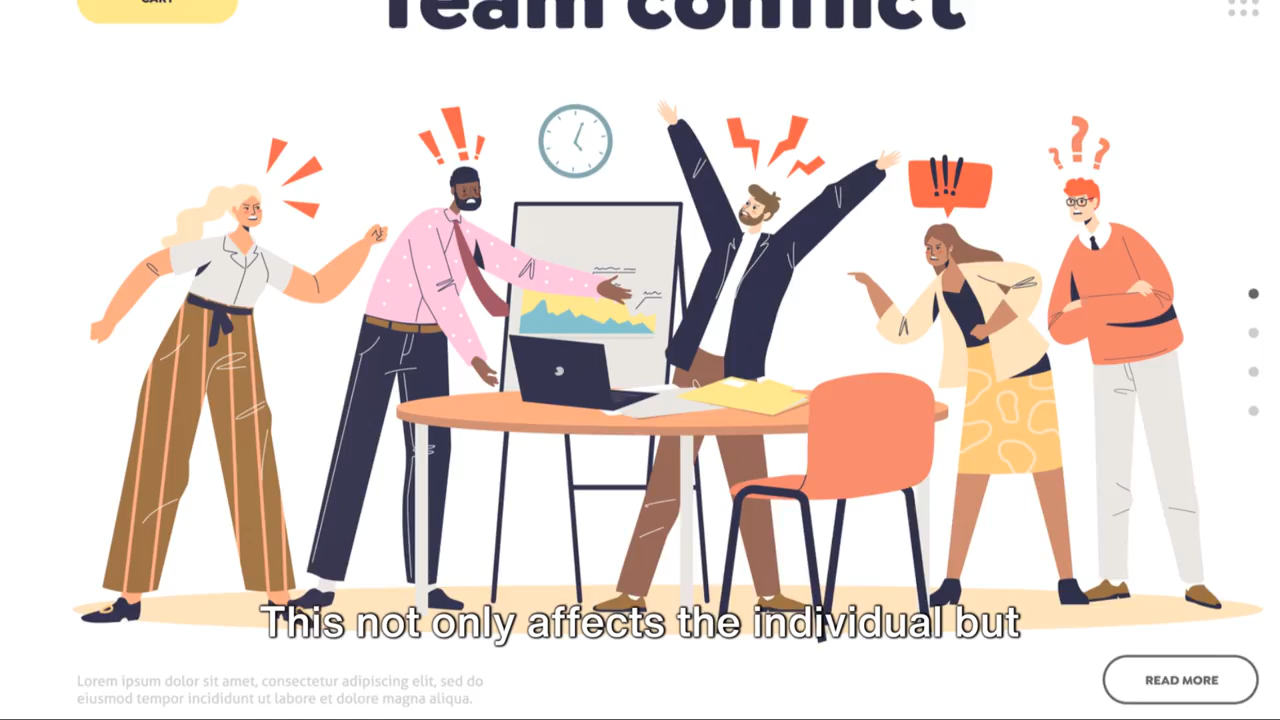 CART
Team conflict
This not only affects the individual but
Lorem ipsum dolor sit amet, consectetur adipiscing elit, sed do
eiusmod tempor incididunt ut labore et dolore magna aliqua.
READ MORE